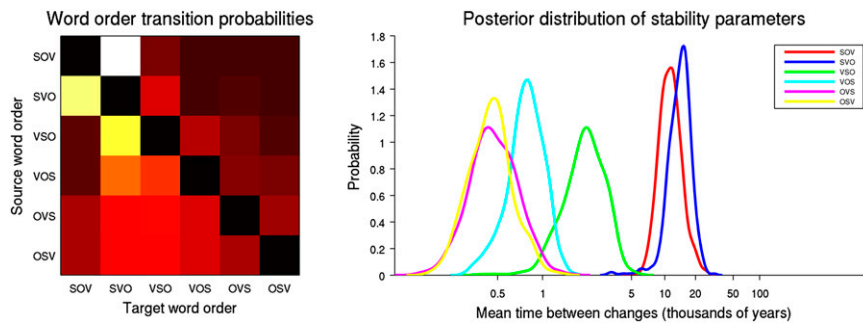 Word order transition probabilities
Source word order
SOV
SVO
VSO
VOS
OVS
OSV
SOV SVO VSO VOS OVS OSV
Target word order
Posterior distribution of stability parameters
Probability
1.8
1.6
1.4
1.2
1
0.8
0.6
0.4
0.2
0
0.5 1 5 10 20 50 100
Mean time between changes (thousands of years)
SOV
SVO
VSO
VOS
OVS
OSV